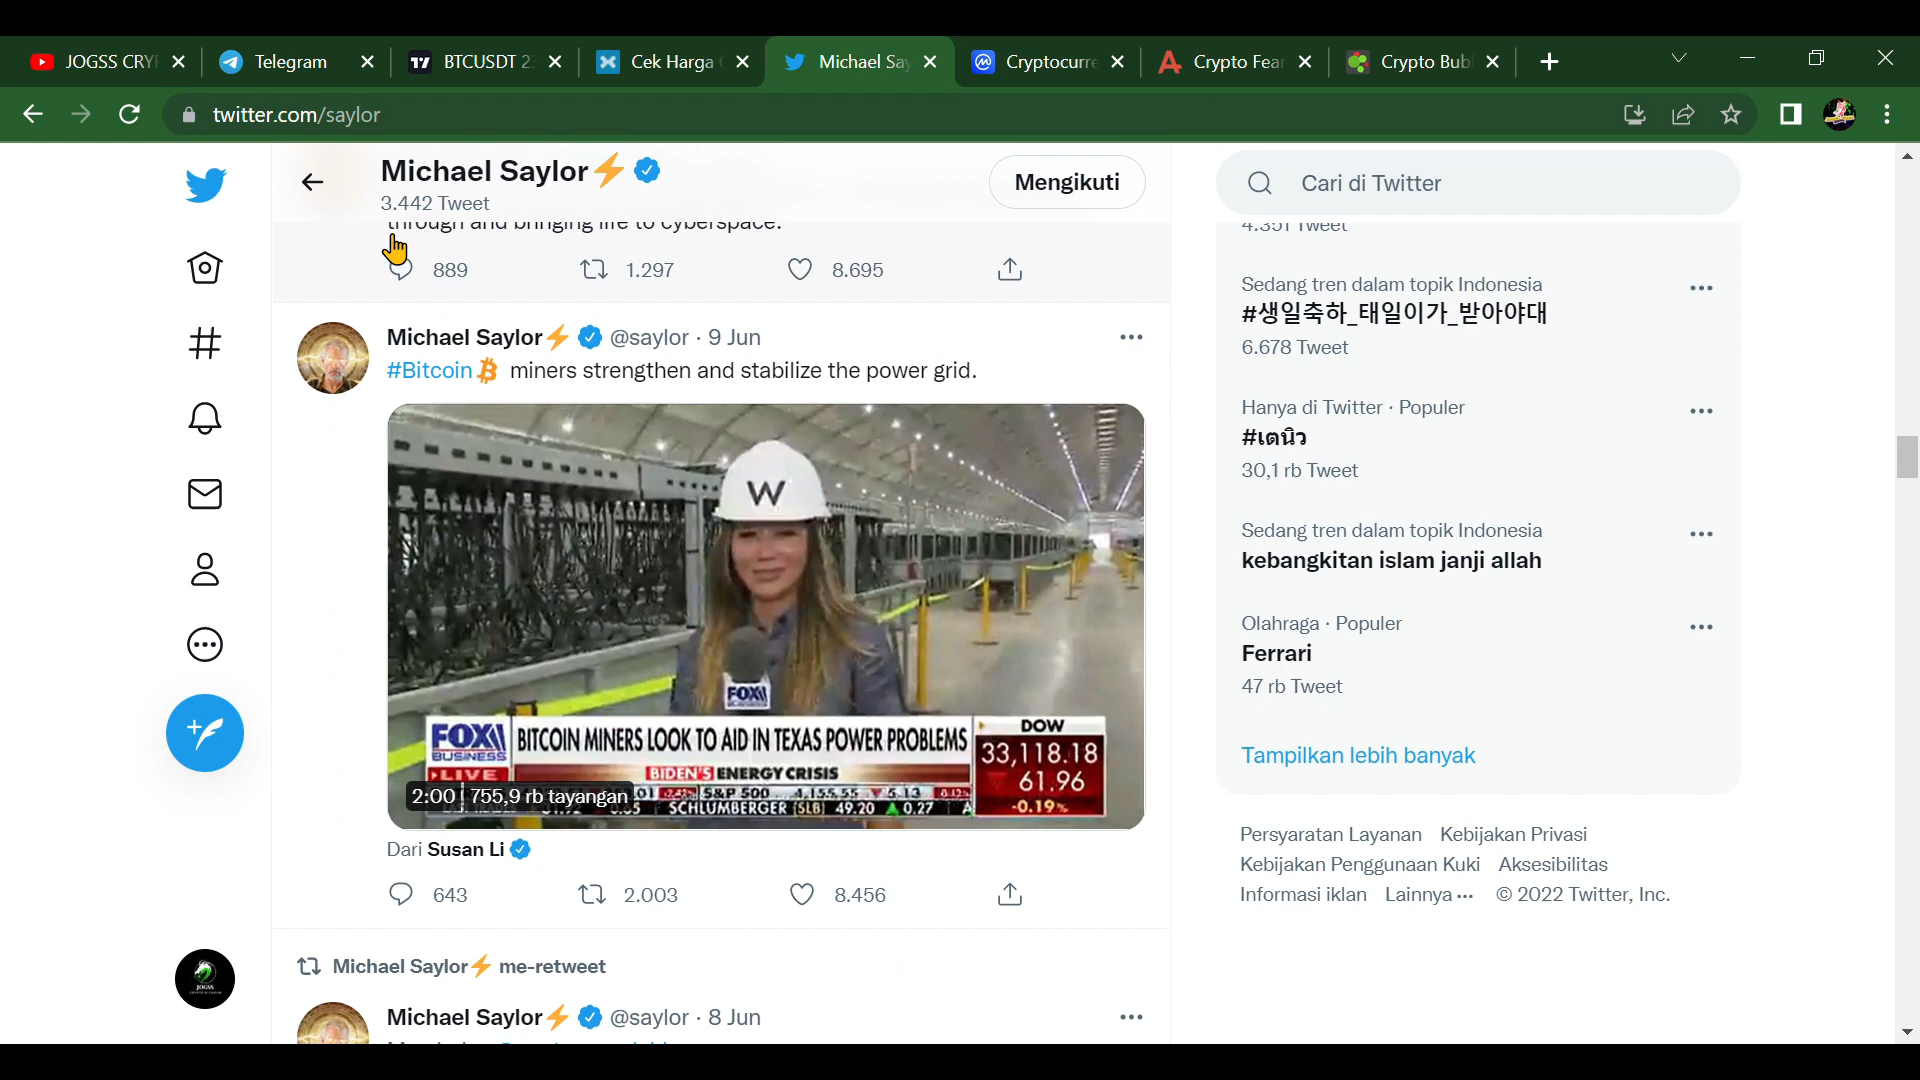 JOGSS CRY
Telegram
BTCUSDT 2
Cek Harga
Michael Say
Cryptocurre
Crypto Fear
Crypto Bub
twitter.com/saylor
Michael Saylor⚡
3.442 Tweet
Mengikuti
Cari di Twitter
through and bringing life to cyberspace.
889
1.297
8.695
Michael Saylor⚡ @saylor · 9 Jun
#Bitcoin miners strengthen and stabilize the power grid.
W
FOX
FOX
BUSINESS
LIVE
BITCOIN MINERS LOOK TO AID IN TEXAS POWER PROBLEMS
BIDEN'S ENERGY CRISIS
DOW
33,118.18
61.96
-0.19%
S&P 500 4,155.55 5.13 0.12%
SCHLUMBERGER (SLB) 49.20 0.27
2:00 755,9 rb tayangan
Dari Susan Li
643
2.003
8.456
Michael Saylor⚡ me-retweet
Michael Saylor⚡ @saylor · 8 Jun
JOGSS
4.351 Tweet
Sedang tren dalam topik Indonesia
#생일축하_태일이가_받아야대
6.678 Tweet
Hanya di Twitter · Populer
#เตนิว
30,1 rb Tweet
Sedang tren dalam topik Indonesia
kebangkitan islam janji allah
Olahraga · Populer
Ferrari
47 rb Tweet
Tampilkan lebih banyak
Persyaratan Layanan Kebijakan Privasi
Kebijakan Penggunaan Kuki Aksesibilitas
Informasi iklan Lainnya ··· © 2022 Twitter, Inc.